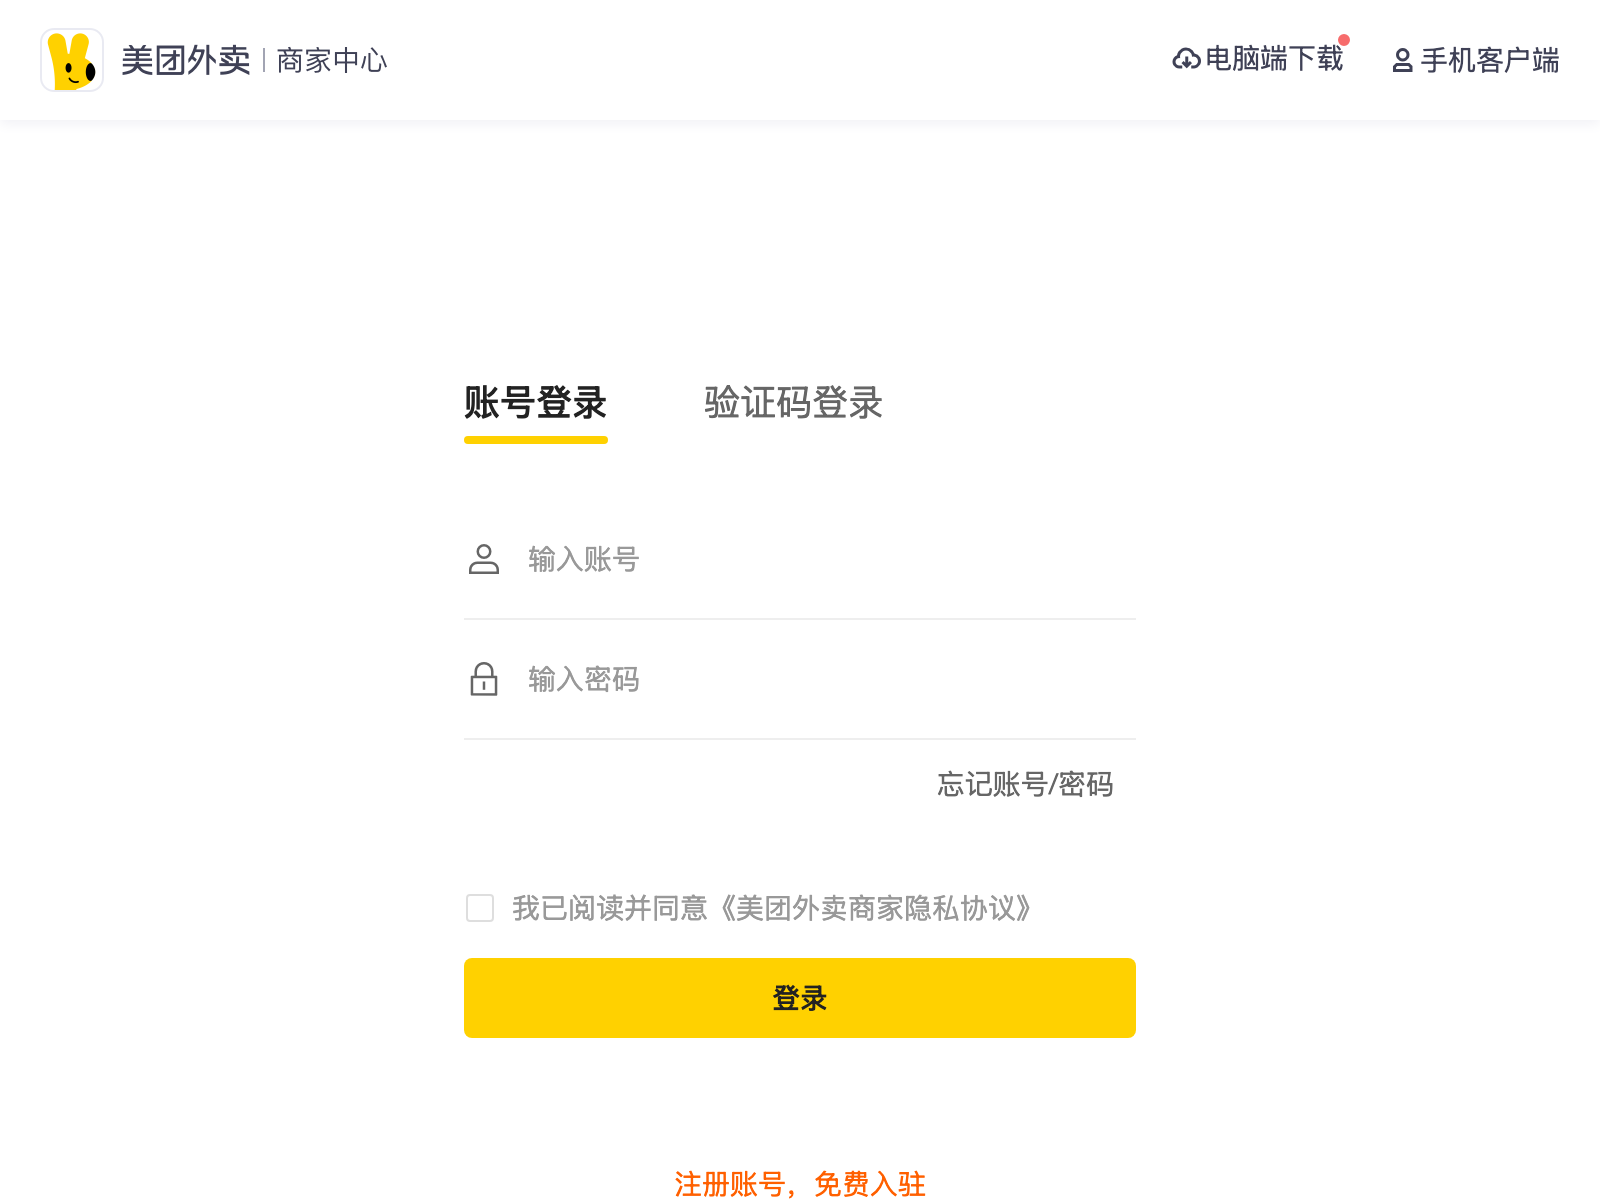 美团外卖 | 商家中心
电脑端下载
手机客户端
账号登录
验证码登录
输入账号
输入密码
忘记账号/密码
我已阅读并同意《美团外卖商家隐私协议》
登录
注册账号，免费入驻